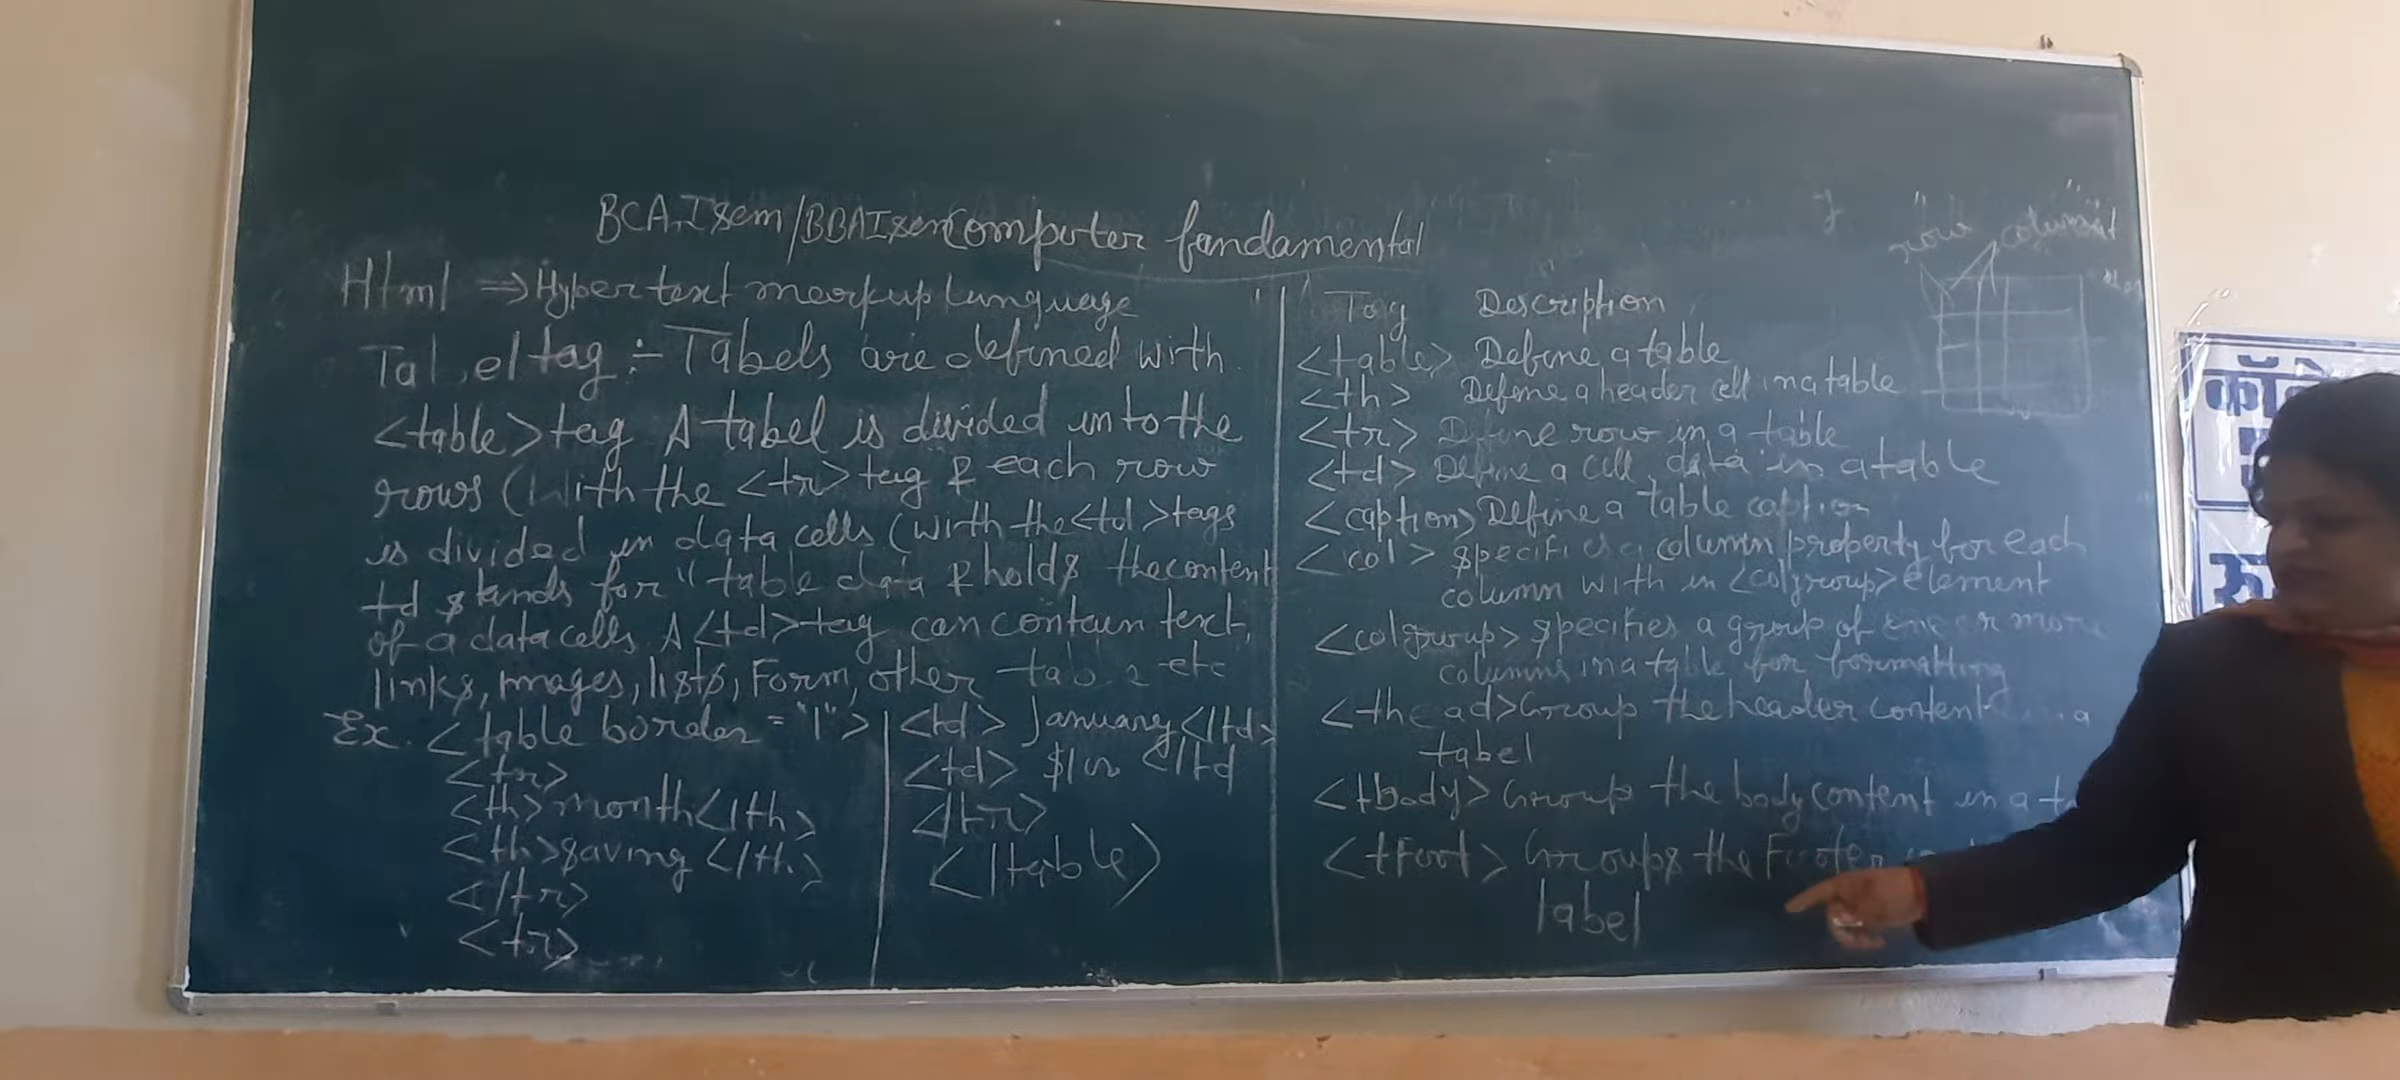 BCA I sem/BBA I sem Computer fandamental
Html ⇒ Hyber text markup Language
Tabel tag ÷ Tabels are defined with
<table> tag A tabel is divided into the
rows (With the <tr> tag & each row
is divided in data cells (with the <td> tags
td stands for " table data & holds the content
of a data cells. A <td> tag can contain text,
links, images, lists, Form, other etc
Ex. <table border = "1">
<tr>
<th> month </th>
<th> saving </th>
</tr>
<tr>
<td> January </td>
<td> </td
</tr>
</table>
Tag Description
<table> Define a table
<th> Define a header cell in a table
<tr> Define row in a table
<td> Define a cell data in a table
<caption> Define a table caption
<col> specifies a column property for each
column with in <colgroup> element
<colgroup> specifies a group of one or more
columns in a table for formatting
<thead> Group the header content a
tabel
<tbody> Group the body content in a
<tFoot> Groups the Footer
label
row column